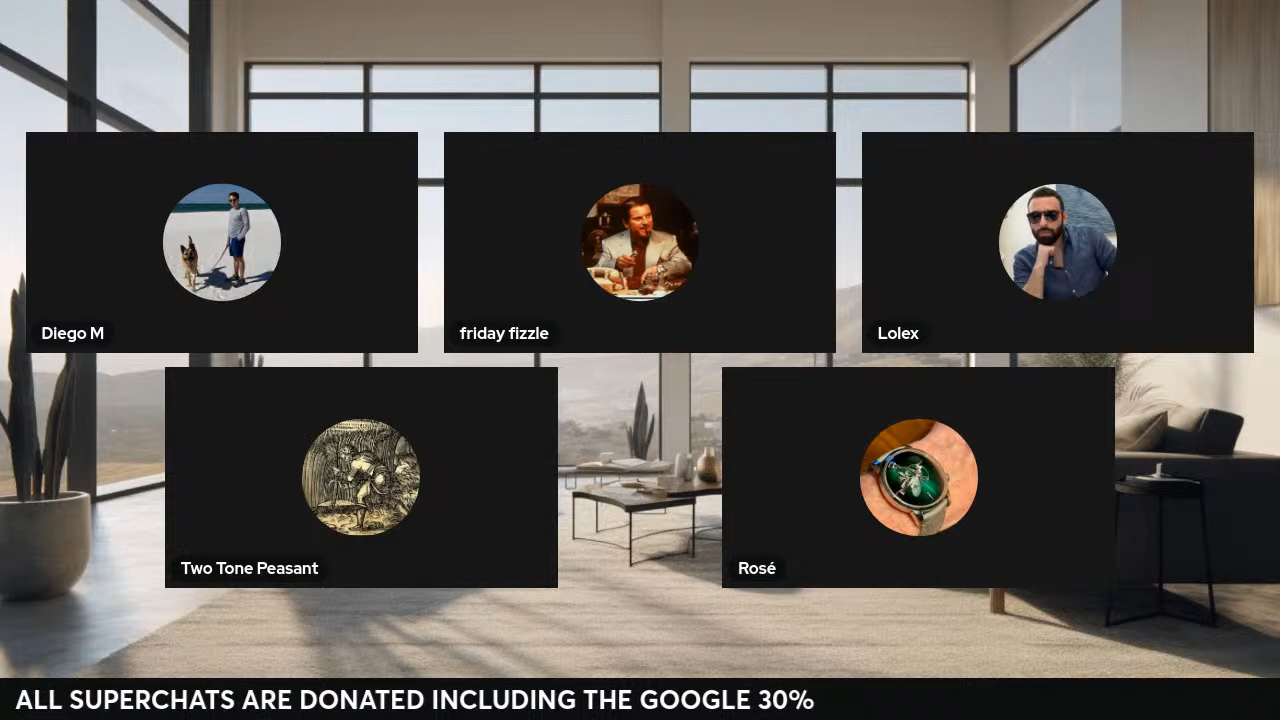 Diego M
friday fizzle
Lolex
Two Tone Peasant
Rosé
ALL SUPERCHATS ARE DONATED INCLUDING THE GOOGLE 30%